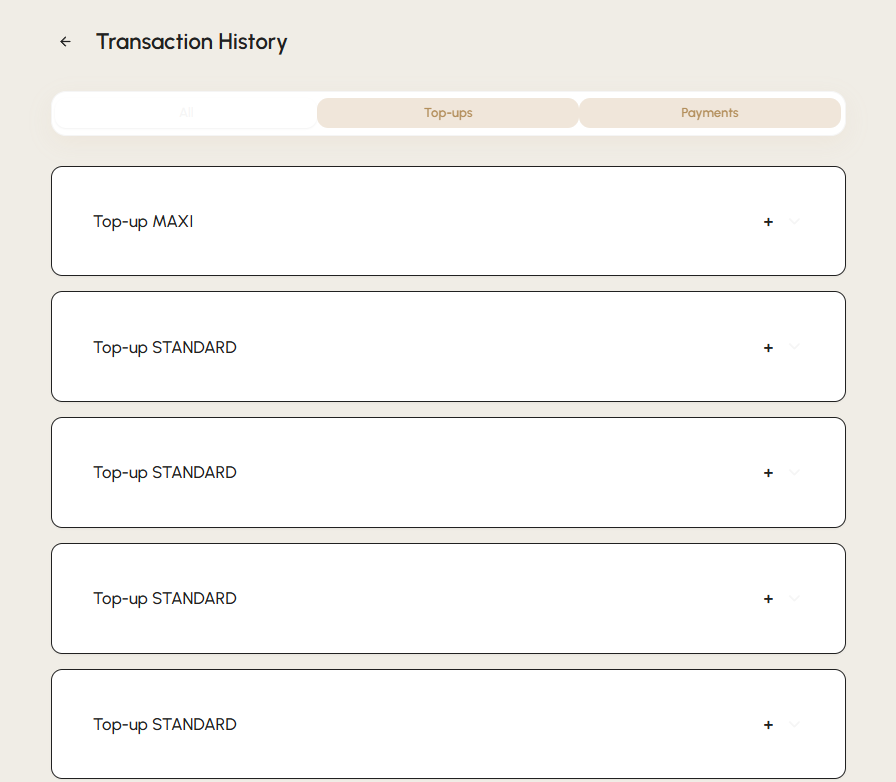 Transaction History
All
Top-ups
Payments
Top-up MAXI
+
Top-up STANDARD
+
Top-up STANDARD
+
Top-up STANDARD
+
Top-up STANDARD
+